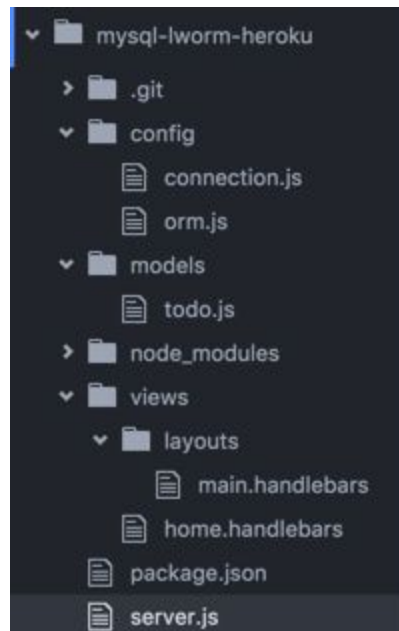 mysql-lworm-heroku
.git
config
connection.js
orm.js
models
todo.js
node_modules
views
layouts
main.handlebars
home.handlebars
package.json
server.js